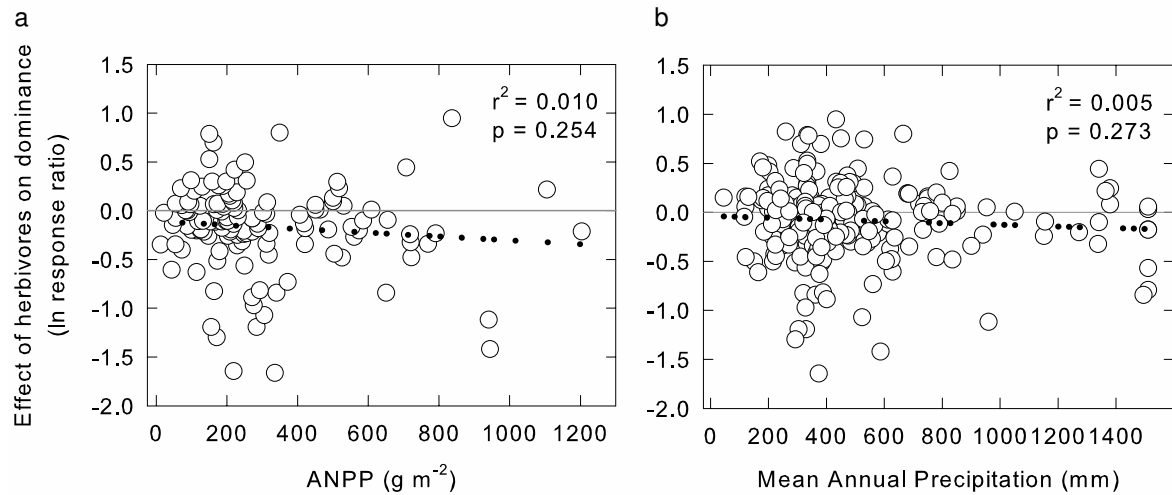 a
b
Effect of herbivores on dominance
(ln response ratio)
1.5
1.0
0.5
0.0
-0.5
-1.0
-1.5
-2.0
r² = 0.010
p = 0.254
0 200 400 600 800 1000 1200
ANPP (g m⁻²)
1.5
1.0
0.5
0.0
-0.5
-1.0
-1.5
-2.0
r² = 0.005
p = 0.273
0 200 400 600 800 1000 1200 1400
Mean Annual Precipitation (mm)